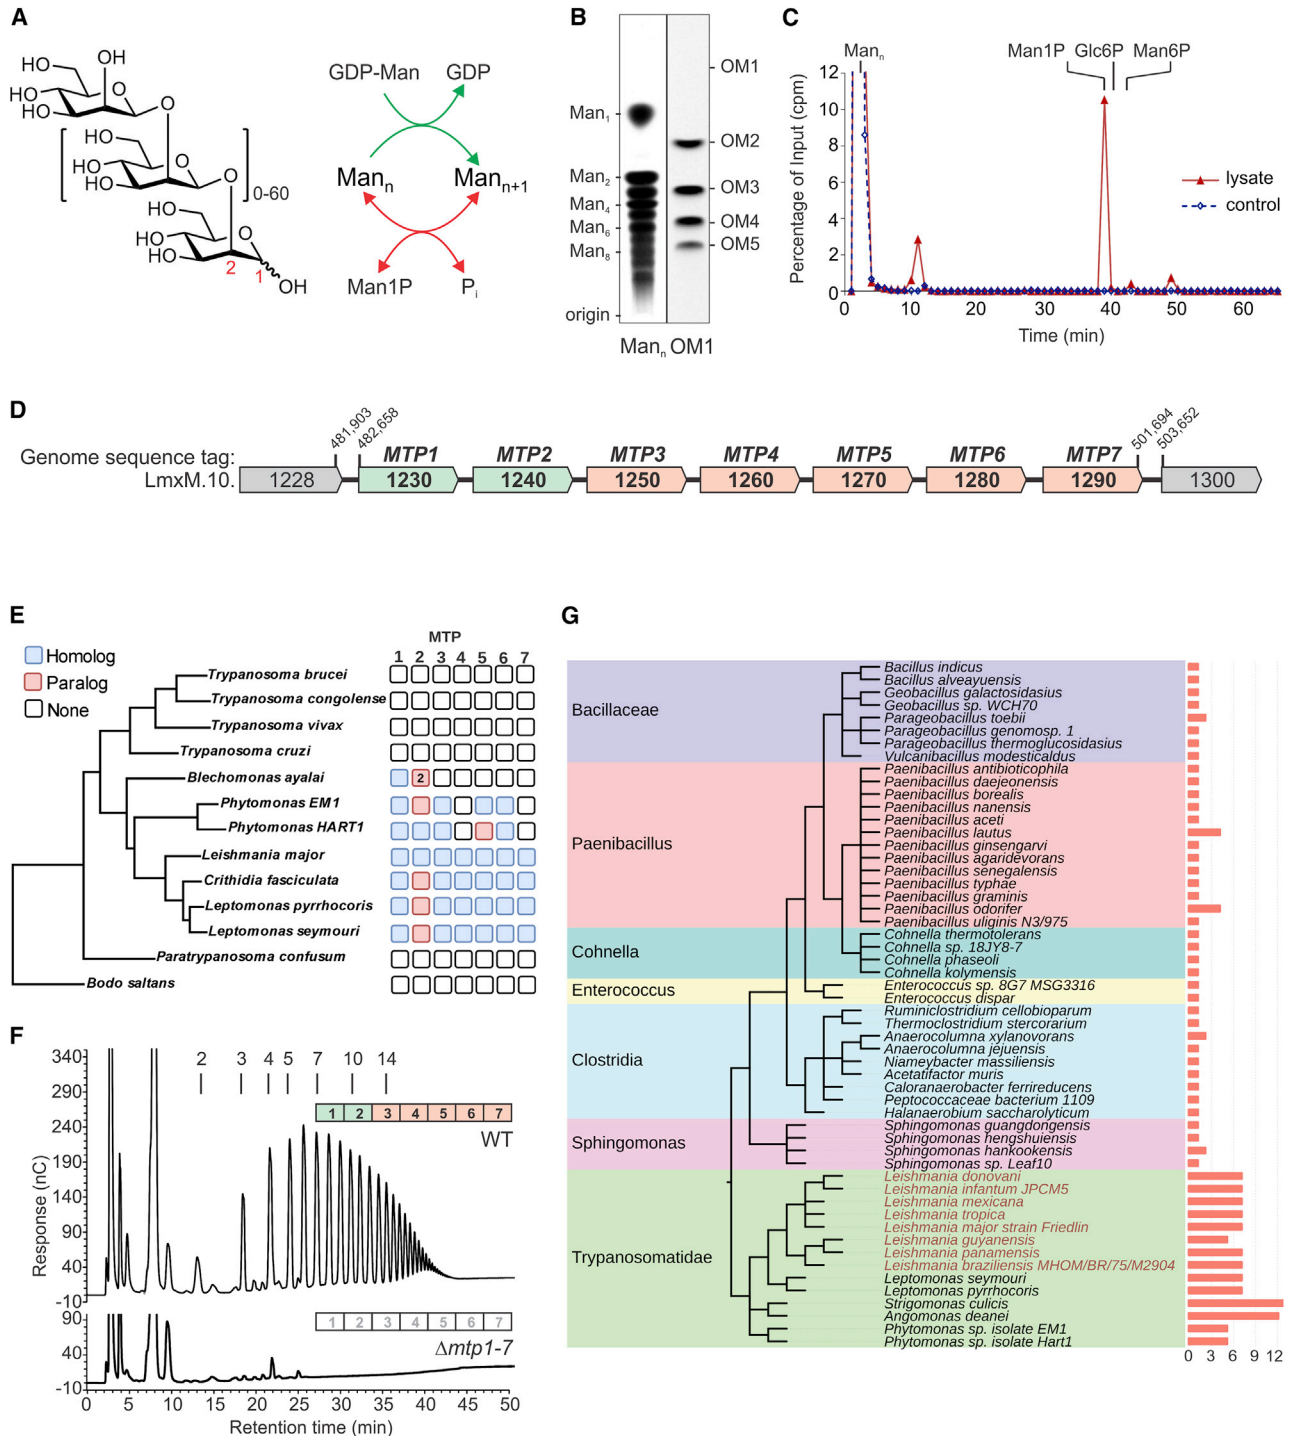 A
HO
OH
HO
HO
HO
O
O
HO
HO
HO
O
O
0-60
HO
HO
HO
O
2
1
OH
GDP-Man
GDP
Manₙ
Manₙ₊₁
Man1P
Pᵢ
B
Man₁
Man₂
Man₄
Man₆
Man₈
origin
OM1
OM2
OM3
OM4
OM5
Manₙ OM1
C
Manₙ
Man1P Glc6P Man6P
Percentage of Input (cpm)
12
10
8
6
4
2
0
0 10 20 30 40 50 60
Time (min)
lysate
control
D
481,903
482,658
501,694
503,652
Genome sequence tag:
MTP1 MTP2 MTP3 MTP4 MTP5 MTP6 MTP7
LmxM.10.
1228 1230 1240 1250 1260 1270 1280 1290 1300
E
Homolog
Paralog
None
MTP
1 2 3 4 5 6 7
Trypanosoma brucei
Trypanosoma congolense
Trypanosoma vivax
Trypanosoma cruzi
Blechomonas ayalai
2
Phytomonas EM1
Phytomonas HART1
Leishmania major
Crithidia fasciculata
Leptomonas pyrrhocoris
Leptomonas seymouri
Paratrypanosoma confusum
Bodo saltans
F
Response (nC)
340
290
240
190
140
90
40
-10
2 3 4 5 7 10 14
1 2 3 4 5 6 7
WT
90
40
-10
1 2 3 4 5 6 7
Δmtp1-7
0 5 10 15 20 25 30 35 40 45 50
Retention time (min)
G
Bacillaceae
Bacillus indicus
Bacillus alveayuensis
Geobacillus galactosidasius
Geobacillus sp. WCH70
Parageobacillus toebii
Parageobacillus genomosp. 1
Parageobacillus thermoglucosidasius
Vulcanibacillus modesticaldus
Paenibacillus
Paenibacillus antibioticophila
Paenibacillus daejeonensis
Paenibacillus borealis
Paenibacillus nanensis
Paenibacillus aceti
Paenibacillus lautus
Paenibacillus ginsengarvi
Paenibacillus agaridevorans
Paenibacillus senegalensis
Paenibacillus typhae
Paenibacillus graminis
Paenibacillus odorifer
Paenibacillus uliginis N3/975
Cohnella
Cohnella thermotolerans
Cohnella sp. 18JY8-7
Cohnella phaseoli
Cohnella kolymensis
Enterococcus
Enterococcus sp. 8G7 MSG3316
Enterococcus dispar
Clostridia
Ruminiclostridium cellobioparum
Thermoclostridium stercorarium
Anaerocolumna xylanovorans
Anaerocolumna jejuensis
Niameybacter massiliensis
Acetatifactor muris
Caloranaerobacter ferrireducens
Peptococcaceae bacterium 1109
Halanaerobium saccharolyticum
Sphingomonas
Sphingomonas guangdongensis
Sphingomonas hengshuiensis
Sphingomonas hankookensis
Sphingomonas sp. Leaf10
Trypanosomatidae
Leishmania donovani
Leishmania infantum JPCM5
Leishmania mexicana
Leishmania tropica
Leishmania major strain Friedlin
Leishmania guyanensis
Leishmania panamensis
Leishmania braziliensis MHOM/BR/75/M2904
Leptomonas seymouri
Leptomonas pyrrhocoris
Strigomonas culicis
Angomonas deanei
Phytomonas sp. isolate EM1
Phytomonas sp. isolate Hart1
0 3 6 9 12